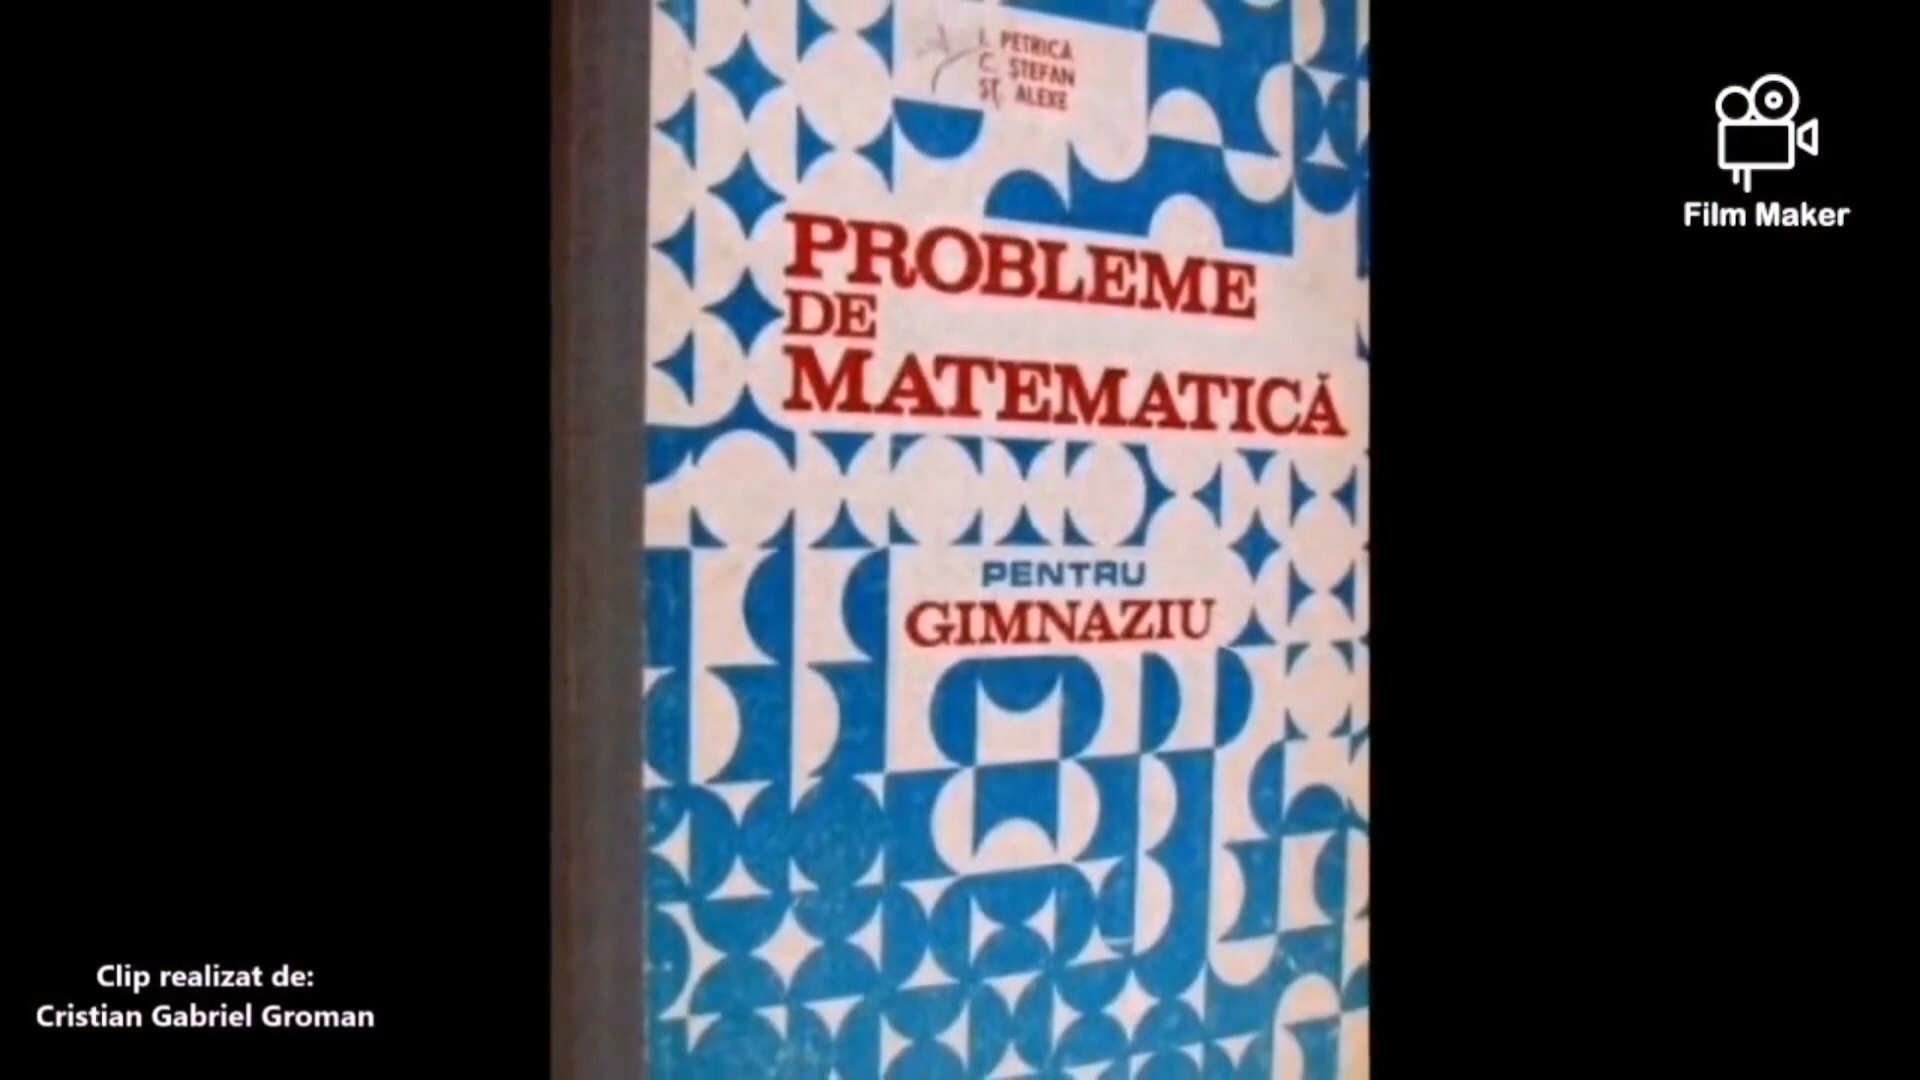 I. PETRICĂ
C. ŞTEFAN
ŞT. ALEXE
PROBLEME
DE
MATEMATICĂ
PENTRU
GIMNAZIU
Film Maker
Clip realizat de:
Cristian Gabriel Groman